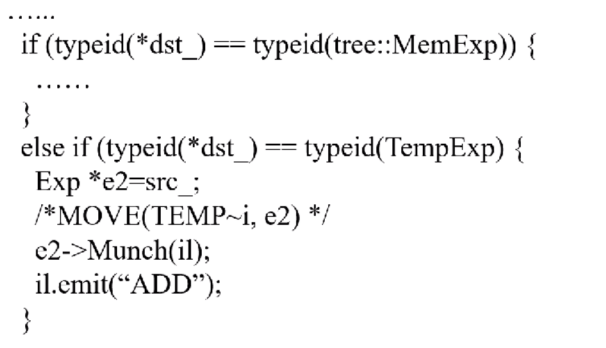 ……
if (typeid(*dst_) == typeid(tree::MemExp)) {
……
}
else if (typeid(*dst_) == typeid(TempExp) {
Exp *e2=src_;
/*MOVE(TEMP~i, e2) */
e2->Munch(il);
il.emit(“ADD”);
}